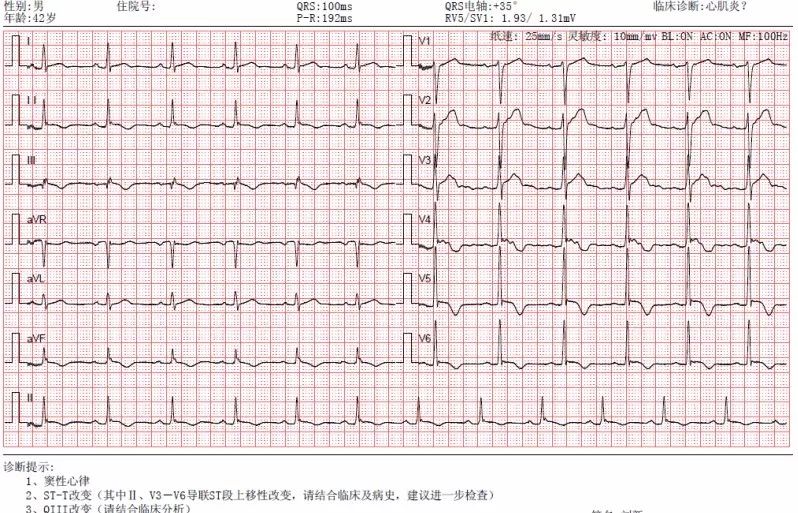 性别:男 住院号: QRS:100ms QRS电轴:+35° 临床诊断:心肌炎？
年龄:42岁 P-R:192ms RV5/SV1: 1.93/ 1.31mV
纸速: 25mm/s 灵敏度: 10mm/mv BL:ON AC:ON MF:100Hz
I V1
II V2
III V3
aVR V4
aVL V5
aVF V6
II
诊断提示:
1、窦性心律
2、ST-T改变（其中Ⅱ、V3－V6导联ST段上移性改变，请结合临床及病史，建议进一步检查）
3、QIII改变（请结合临床分析）